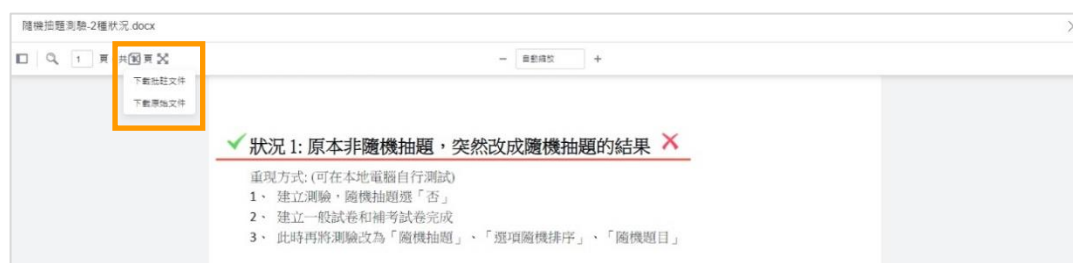 隨機抽題測驗-2種狀況.docx
1 頁 共 頁 自動縮放
下載批註文件
下載原始文件
狀況 1: 原本非隨機抽題，突然改成隨機抽題的結果
重現方式: (可在本地電腦自行測試)
1、 建立測驗，隨機抽題選「否」
2、 建立一般試卷和補考試卷完成
3、 此時再將測驗改為「隨機抽題」、「選項隨機排序」、「隨機題目」